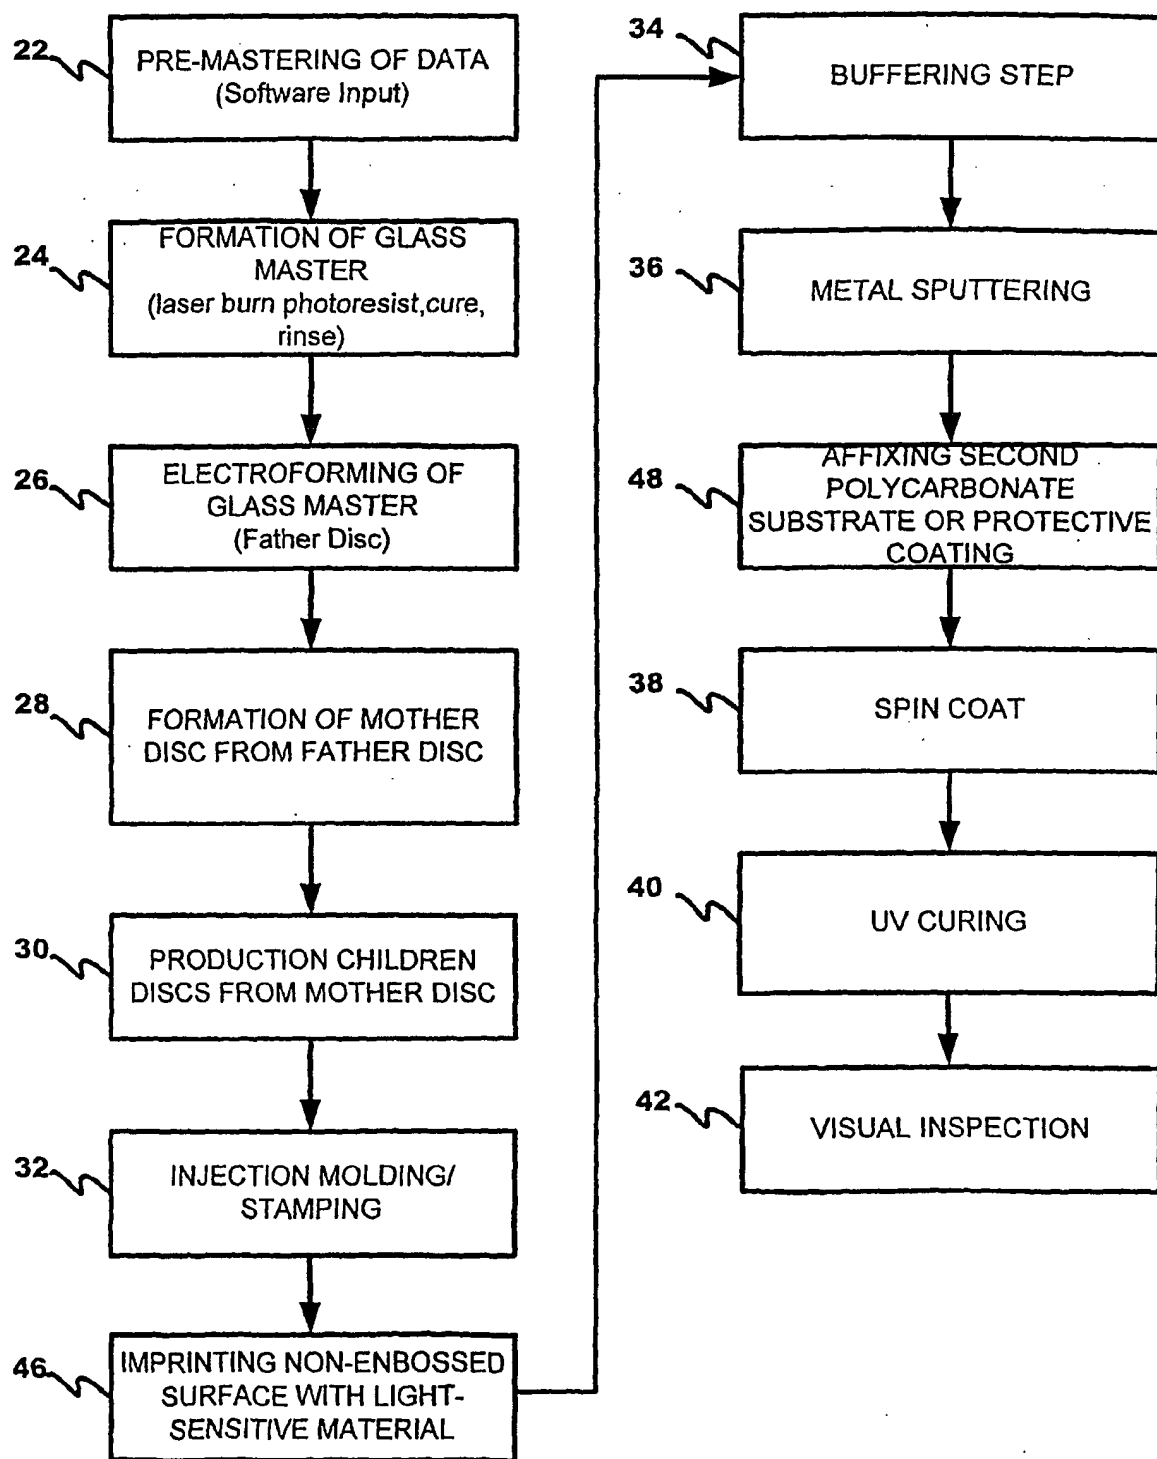 22
PRE-MASTERING OF DATA
(Software Input)
24
FORMATION OF GLASS
MASTER
(laser burn photoresist,cure,
rinse)
26
ELECTROFORMING OF
GLASS MASTER
(Father Disc)
28
FORMATION OF MOTHER
DISC FROM FATHER DISC
30
PRODUCTION CHILDREN
DISCS FROM MOTHER DISC
32
INJECTION MOLDING/
STAMPING
46
IMPRINTING NON-ENBOSSED
SURFACE WITH LIGHT-
SENSITIVE MATERIAL
34
BUFFERING STEP
36
METAL SPUTTERING
48
AFFIXING SECOND
POLYCARBONATE
SUBSTRATE OR PROTECTIVE
COATING
38
SPIN COAT
40
UV CURING
42
VISUAL INSPECTION